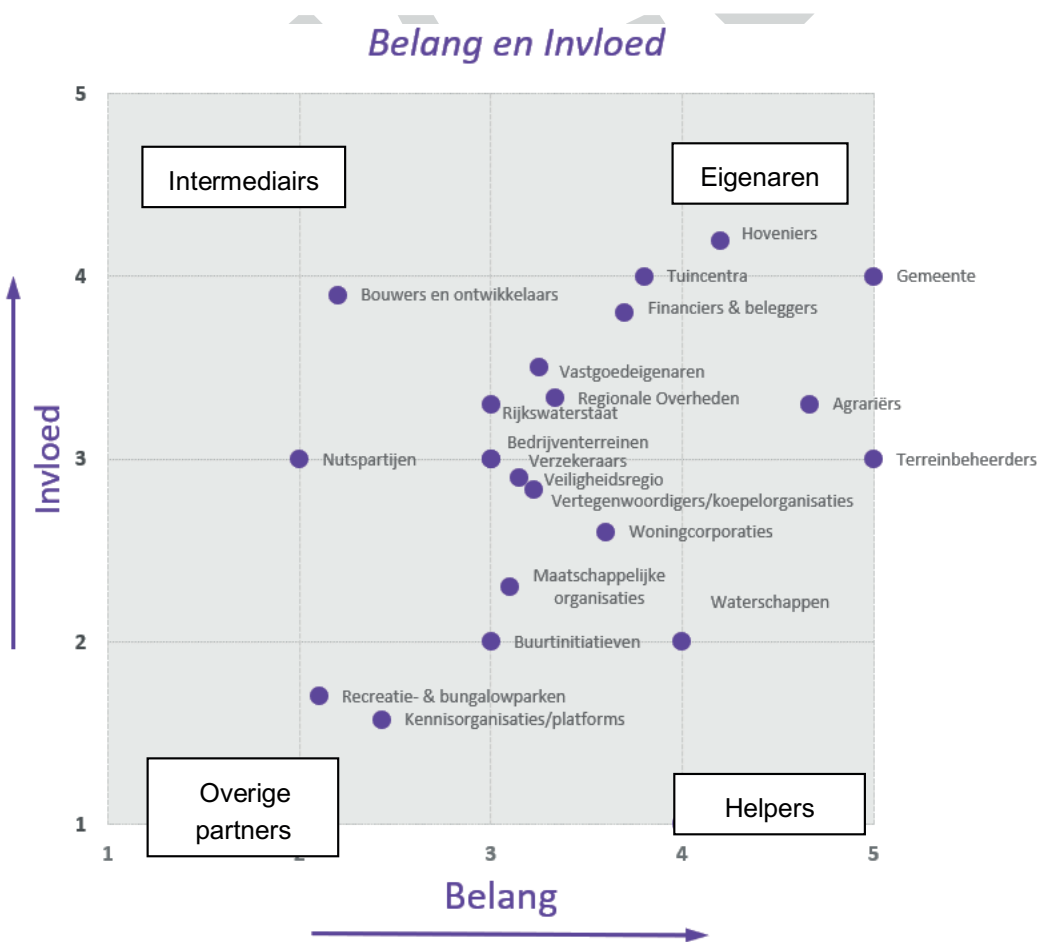 Belang en Invloed
5
Intermediairs
Eigenaren
Hoveniers
4
Tuincentra
Gemeente
Bouwers en ontwikkelaars
Financiers & beleggers
Vastgoedeigenaren
Regionale Overheden
Agrariërs
Rijkswaterstaat
Bedrijventerreinen
3
Nutspartijen
Verzekeraars
Terreinbeheerders
Veiligheidsregio
Vertegenwoordigers/koepelorganisaties
Woningcorporaties
Maatschappelijke
organisaties
Waterschappen
2
Buurtinitiatieven
Recreatie- & bungalowparken
Kennisorganisaties/platforms
Overige
partners
Helpers
1
1
3
4
5
Invloed
Belang